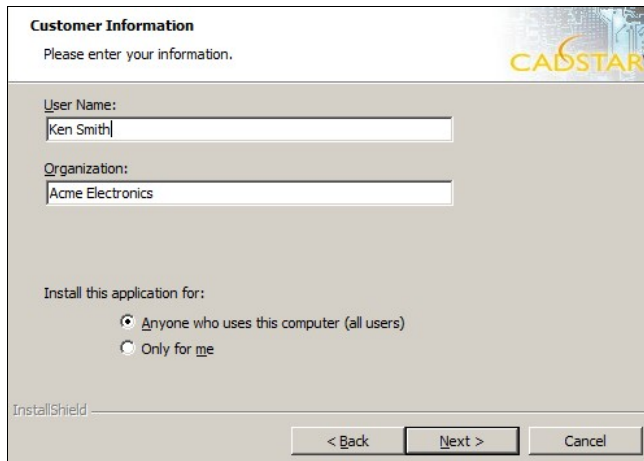 Customer Information
Please enter your information.
CADSTAR
User Name:
Ken Smith
Organization:
Acme Electronics
Install this application for:
Anyone who uses this computer (all users)
Only for me
InstallShield
< Back
Next >
Cancel